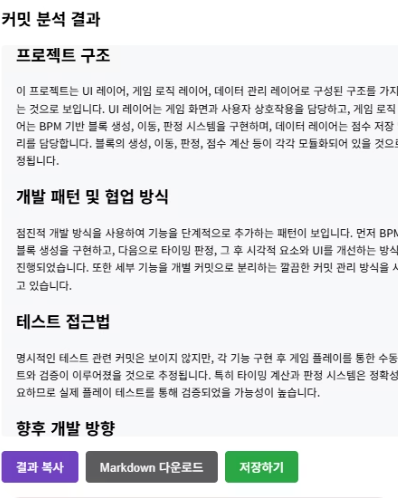 커밋 분석 결과
프로젝트 구조
이 프로젝트는 UI 레이어, 게임 로직 레이어, 데이터 관리 레이어로 구성된 구조를 가지
는 것으로 보입니다. UI 레이어는 게임 화면과 사용자 상호작용을 담당하고, 게임 로직
어는 BPM 기반 블록 생성, 이동, 판정 시스템을 구현하며, 데이터 레이어는 점수 저장
리를 담당합니다. 블록의 생성, 이동, 판정, 점수 계산 등이 각각 모듈화되어 있을 것으
정됩니다.
개발 패턴 및 협업 방식
점진적 개발 방식을 사용하여 기능을 단계적으로 추가하는 패턴이 보입니다. 먼저 BPM
블록 생성을 구현하고, 다음으로 타이밍 판정, 그 후 시각적 요소와 UI를 개선하는 방식
진행되었습니다. 또한 세부 기능을 개별 커밋으로 분리하는 깔끔한 커밋 관리 방식을
고 있습니다.
테스트 접근법
명시적인 테스트 관련 커밋은 보이지 않지만, 각 기능 구현 후 게임 플레이를 통한 수동
트와 검증이 이루어졌을 것으로 추정됩니다. 특히 타이밍 계산과 판정 시스템은 정확성
요하므로 실제 플레이 테스트를 통해 검증되었을 가능성이 높습니다.
향후 개발 방향
결과 복사 Markdown 다운로드 저장하기